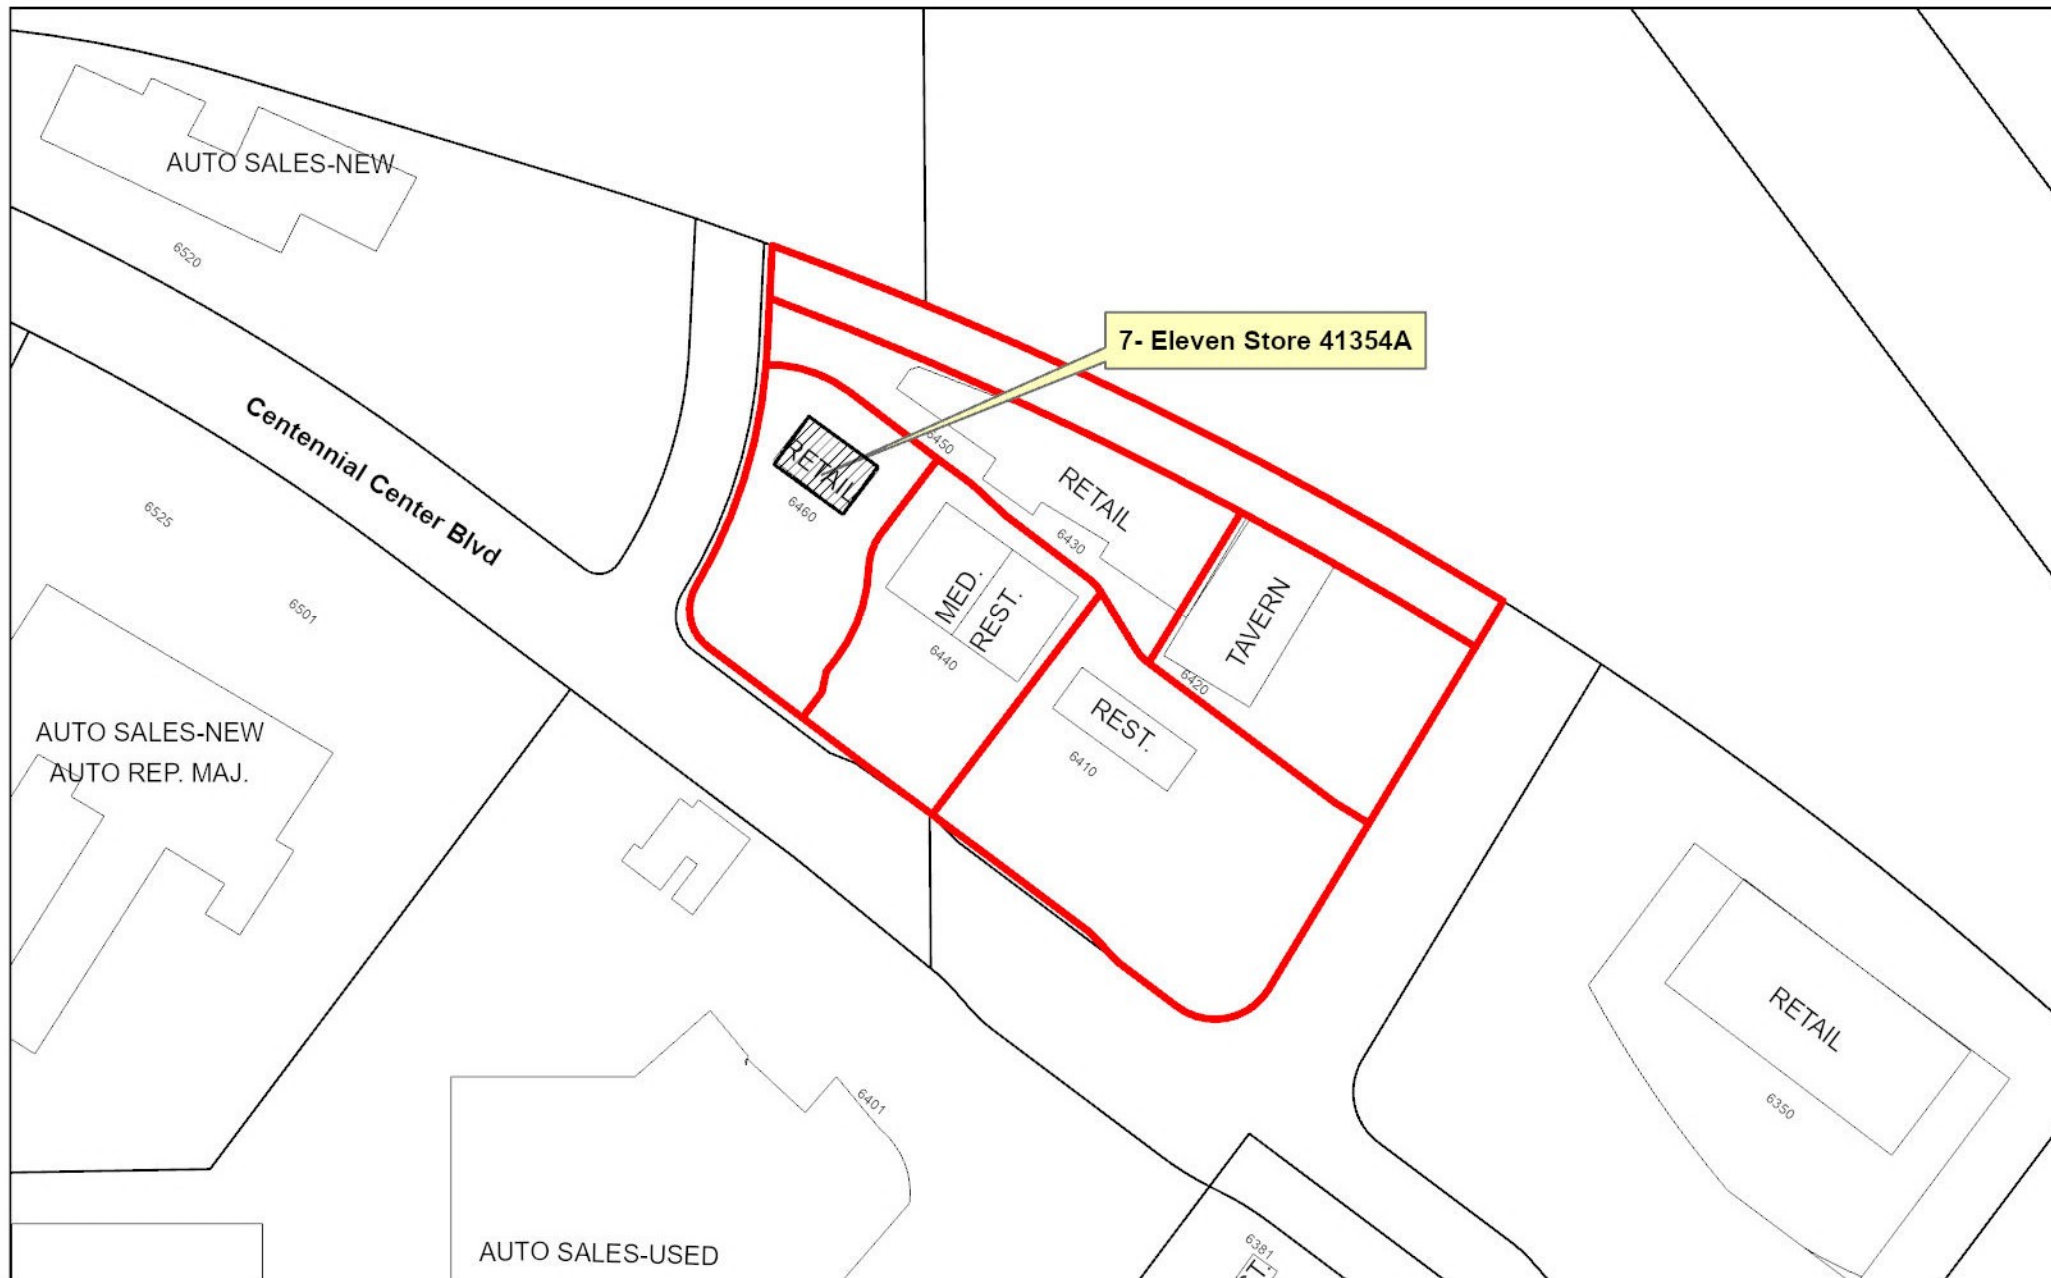 AUTO SALES-NEW
6520
7- Eleven Store 41354A
Centennial Center Blvd
6450
RETAIL
RETAIL
6460
6430
6525
MED.
REST.
TAVERN
6501
6440
6420
REST.
6410
AUTO SALES-NEW
AUTO REP. MAJ.
RETAIL
6401
6350
AUTO SALES-USED
6381